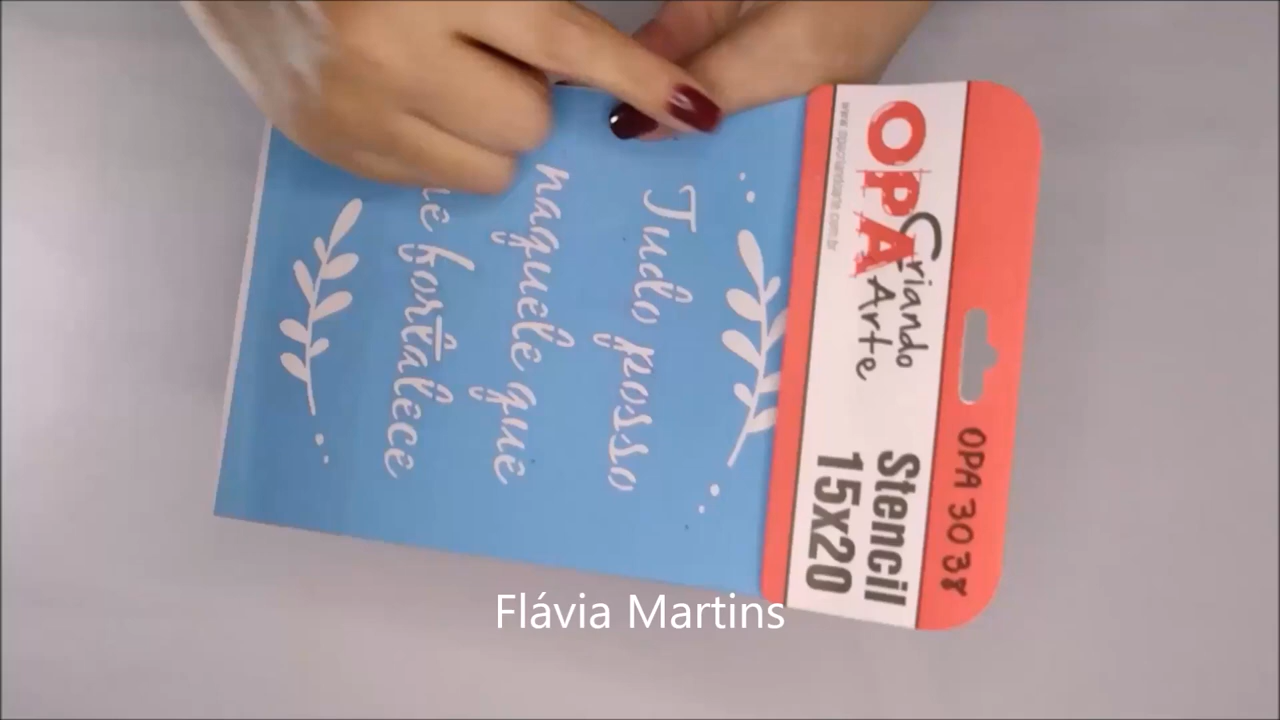 OPA 3038
OPA
Criando
Arte
Stencil
15x20
Tudo posso
naquele que
fortalece
Flávia Martins